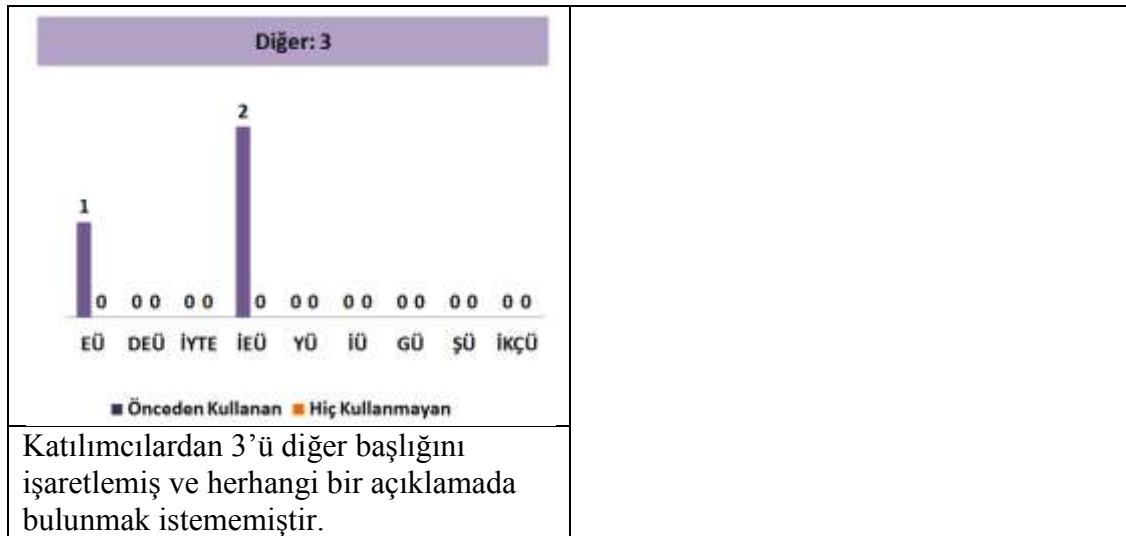 Diğer: 3
2
1
0 0 0 0 0 0 0 0 0 0 0 0 0 0 0 0
EÜ DEÜ İYTE İEÜ YÜ İÜ GÜ ŞÜ İKÇÜ
Önceden Kullanan Hiç Kullanmayan
Katılımcılardan 3’ü diğer başlığını
işaretlemiş ve herhangi bir açıklamada
bulunmak istememiştir.